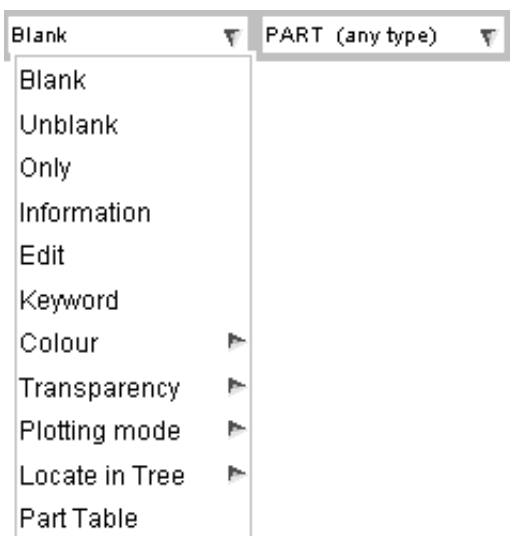 Blank PART (any type)
Blank
Unblank
Only
Information
Edit
Keyword
Colour
Transparency
Plotting mode
Locate in Tree
Part Table